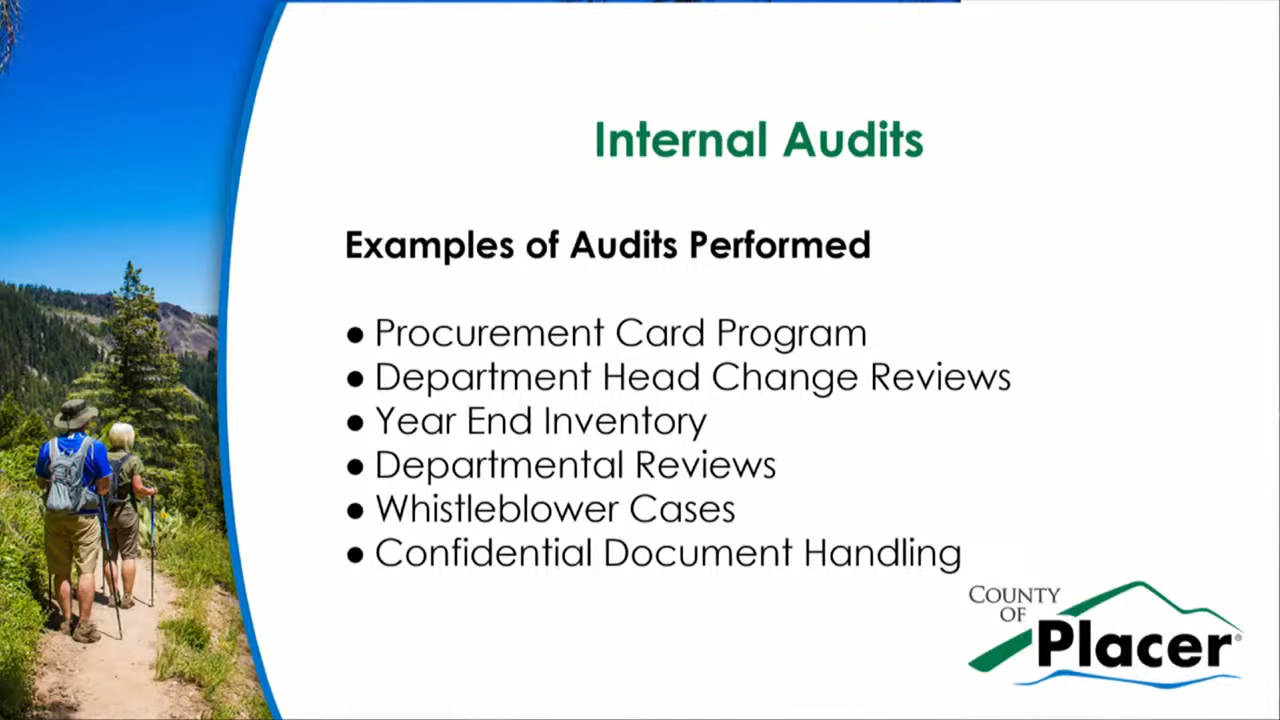 Internal Audits
Examples of Audits Performed
● Procurement Card Program
● Department Head Change Reviews
● Year End Inventory
● Departmental Reviews
● Whistleblower Cases
● Confidential Document Handling
COUNTY
OF
Placer®